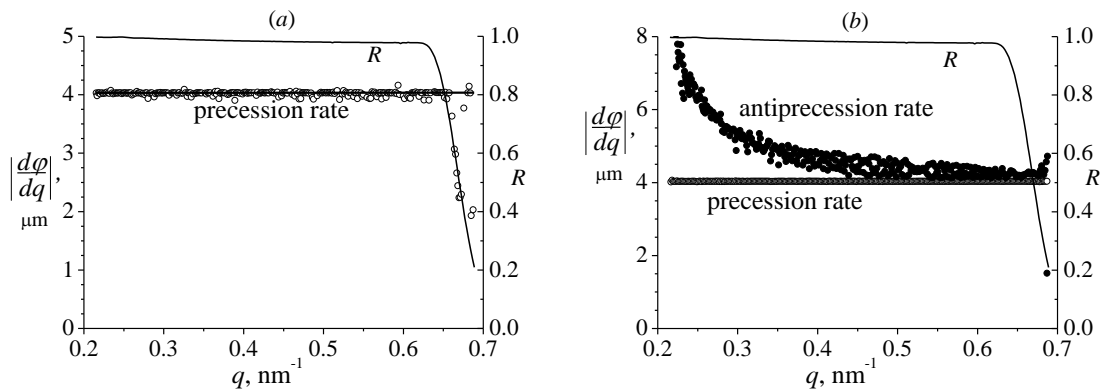 (a)
5
4
3
2
1
0
|dφ/dq|,
μm
R
precession rate
1.0
0.8
0.6
0.4
0.2
0.0
R
0.2 0.3 0.4 0.5 0.6 0.7
q, nm⁻¹
(b)
8
6
4
2
0
|dφ/dq|,
μm
R
antiprecession rate
precession rate
1.0
0.8
0.6
0.4
0.2
0.0
R
0.2 0.3 0.4 0.5 0.6 0.7
q, nm⁻¹